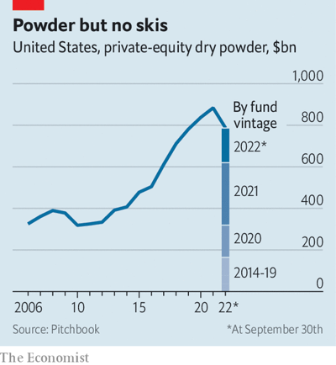 Powder but no skis
United States, private-equity dry powder, $bn
1,000
By fund
vintage
800
2022*
600
2021
400
2020
200
2014-19
0
2006
10
15
20
22*
Source: Pitchbook
*At September 30th
The Economist